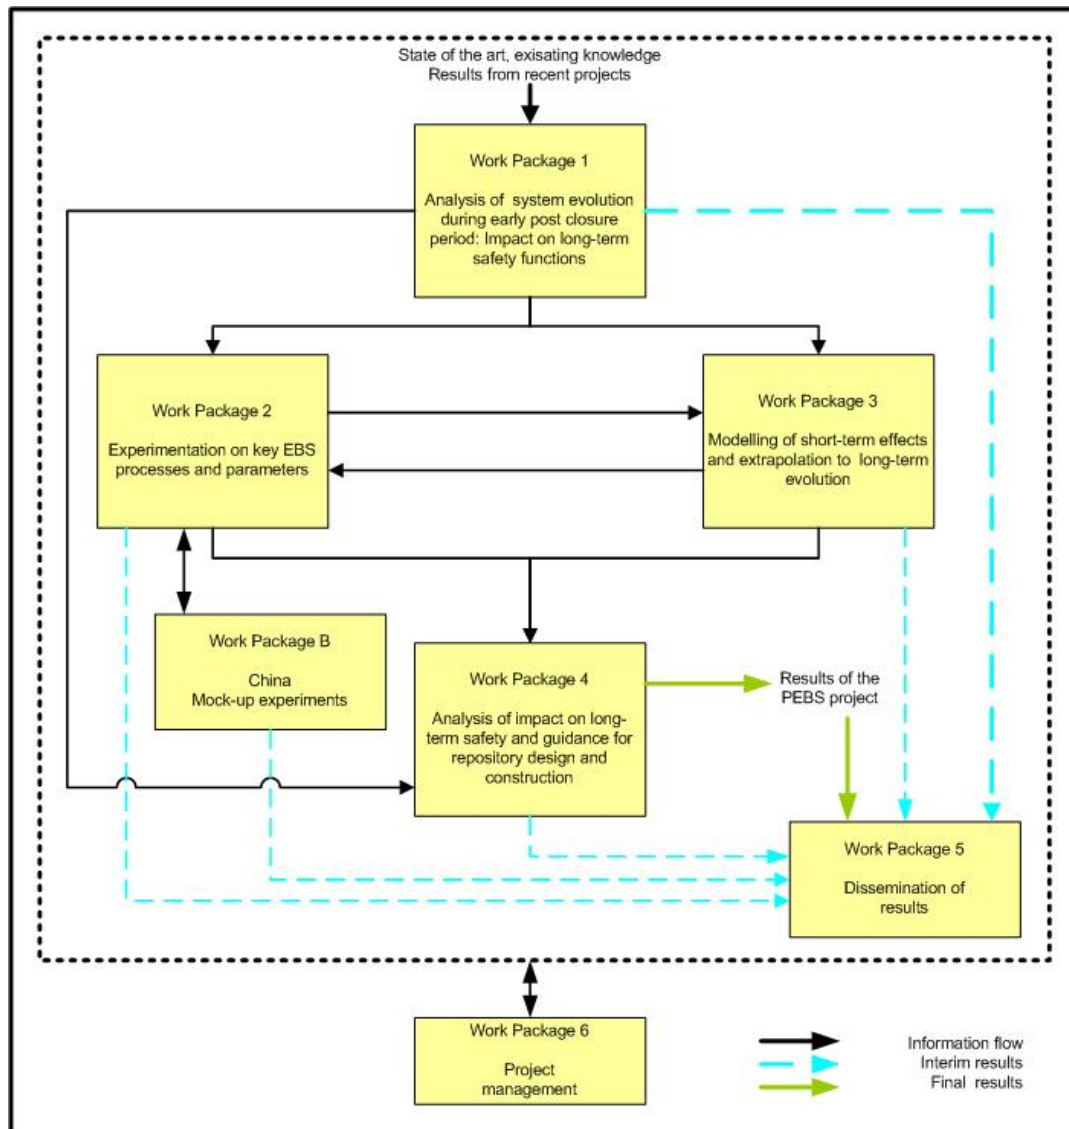 State of the art, exisating knowledge
Results from recent projects
Work Package 1
Analysis of system evolution
during early post closure
period: Impact on long-term
safety functions
Work Package 2
Experimentation on key EBS
processes and parameters
Work Package 3
Modelling of short-term effects
and extrapolation to long-term
evolution
Work Package B
China
Mock-up experiments
Work Package 4
Analysis of impact on long-
term safety and guidance for
repository design and
construction
Results of the
PEBS project
Work Package 5
Dissemination of
results
Work Package 6
Project
management
Information flow
Interim results
Final results